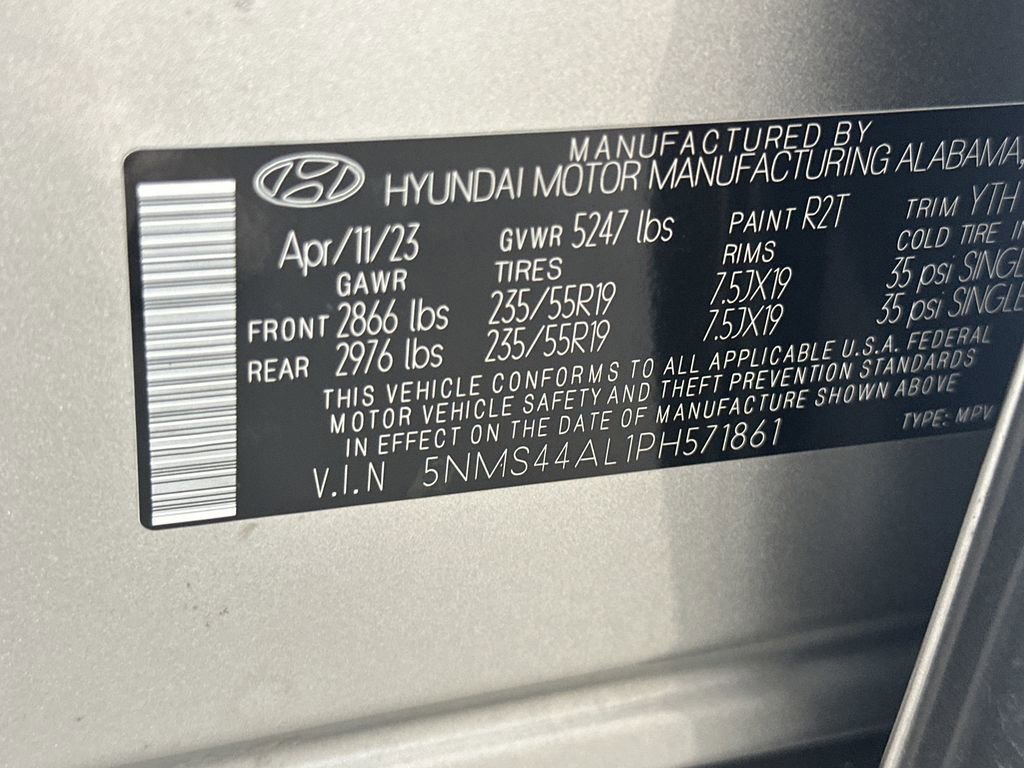 MANUFACTURED BY
HYUNDAI MOTOR MANUFACTURING ALABAMA,
Apr/11/23 GVWR 5247 lbs PAINT R2T TRIM YTH
GAWR TIRES RIMS COLD TIRE
FRONT 2866 lbs 235/55R19 7.5JX19 35 psi SINGLE
REAR 2976 lbs 235/55R19 7.5JX19 35 psi SINGLE
THIS VEHICLE CONFORMS TO ALL APPLICABLE U.S.A. FEDERAL
MOTOR VEHICLE SAFETY AND THEFT PREVENTION STANDARDS
IN EFFECT ON THE DATE OF MANUFACTURE SHOWN ABOVE
V.I.N 5NMS44AL1PH571861 TYPE: MPV